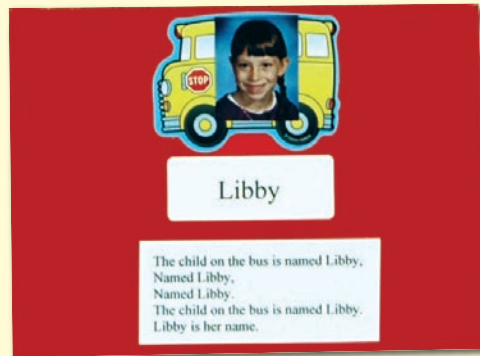 STOP
Libby
The child on the bus is named Libby,
Named Libby,
Named Libby.
The child on the bus is named Libby.
Libby is her name.